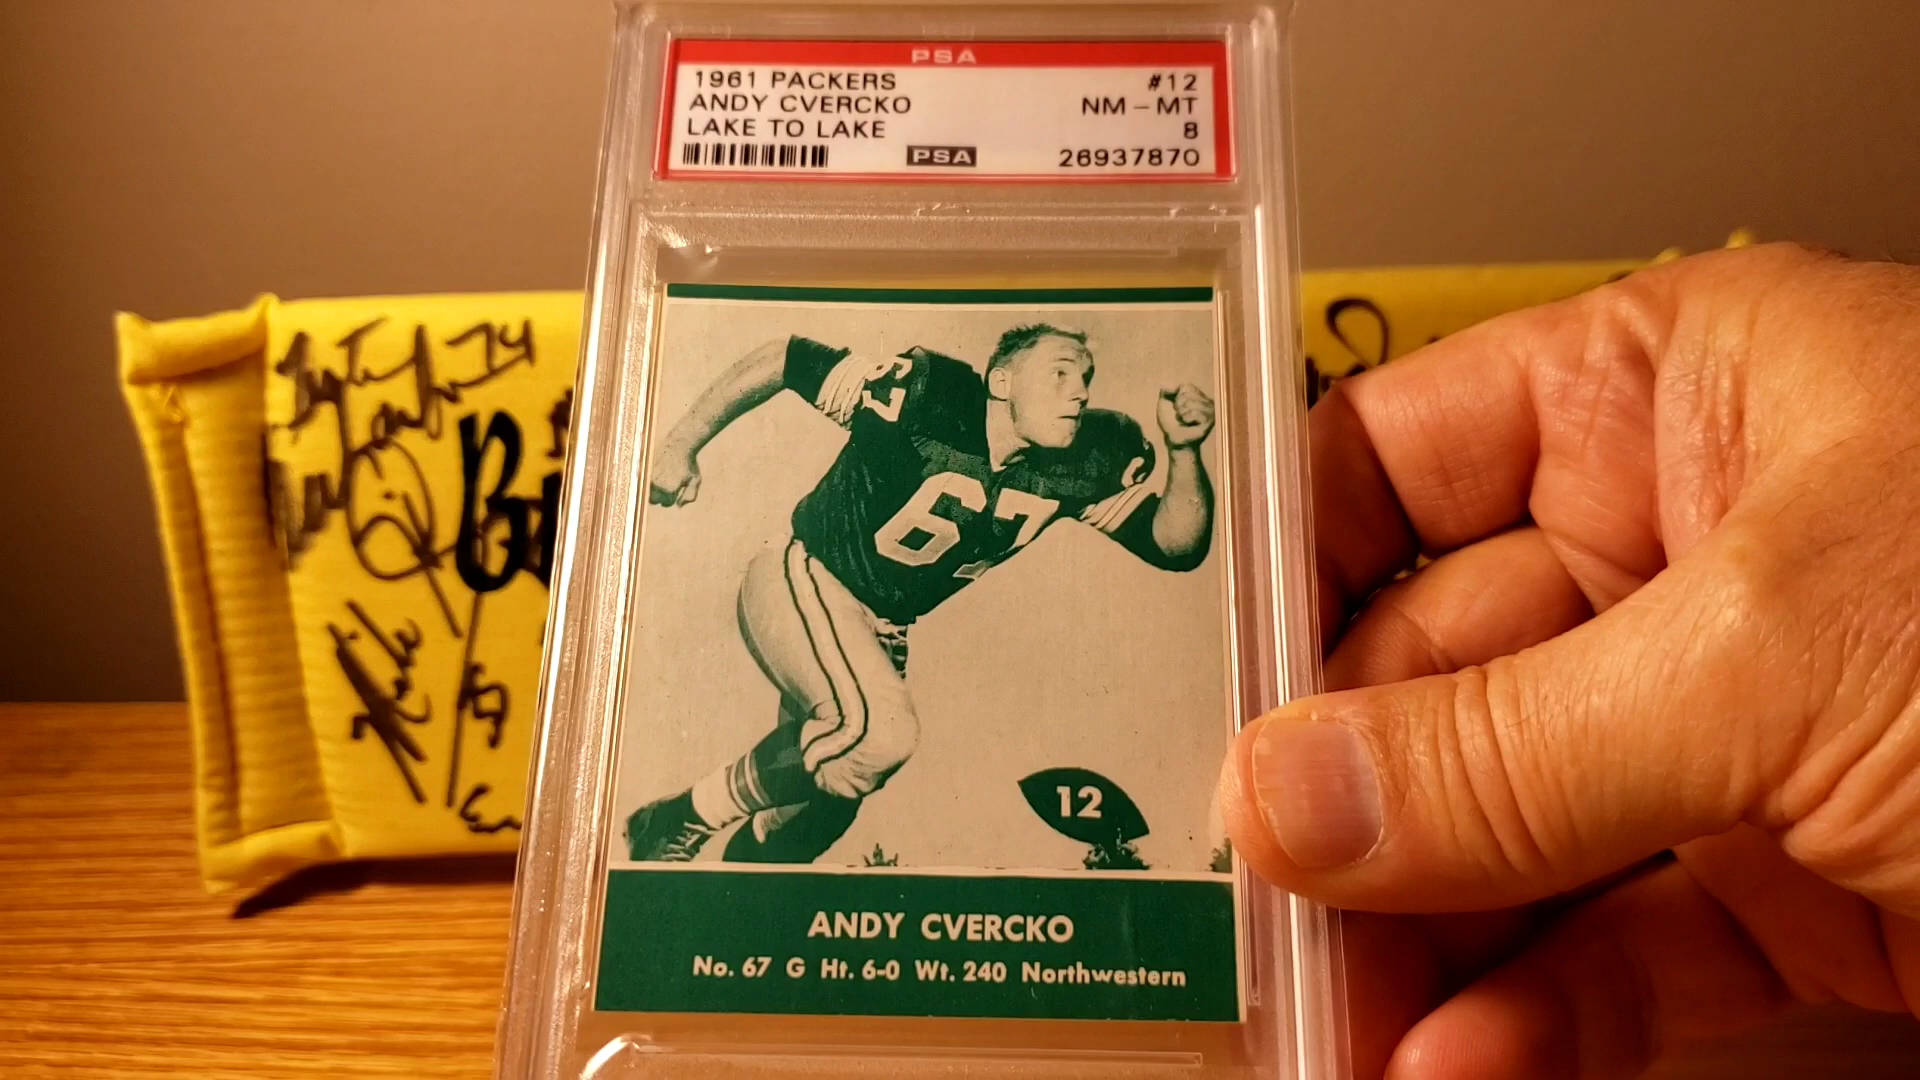 PSA
1961 PACKERS #12
ANDY CVERCKO NM - MT
LAKE TO LAKE 8
PSA 26937870
74
67
67
12
ANDY CVERCKO
No. 67 G Ht. 6-0 Wt. 240 Northwestern